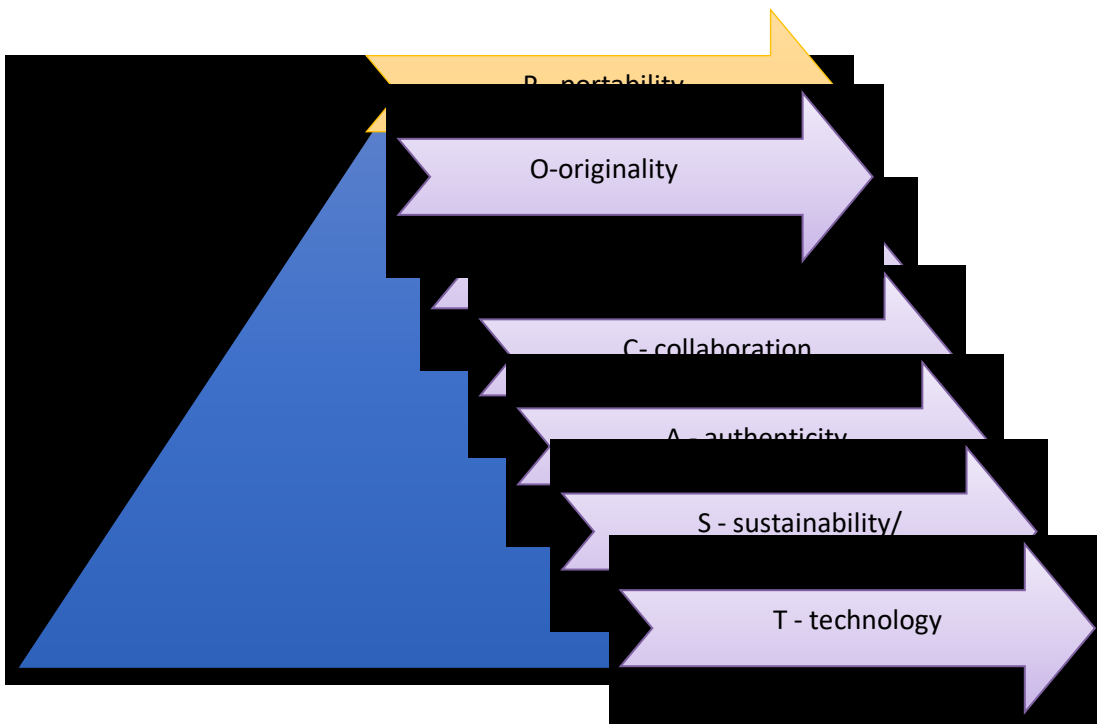 P - portability
O-originality
C- collaboration
A - authenticity
S - sustainability/
T - technology